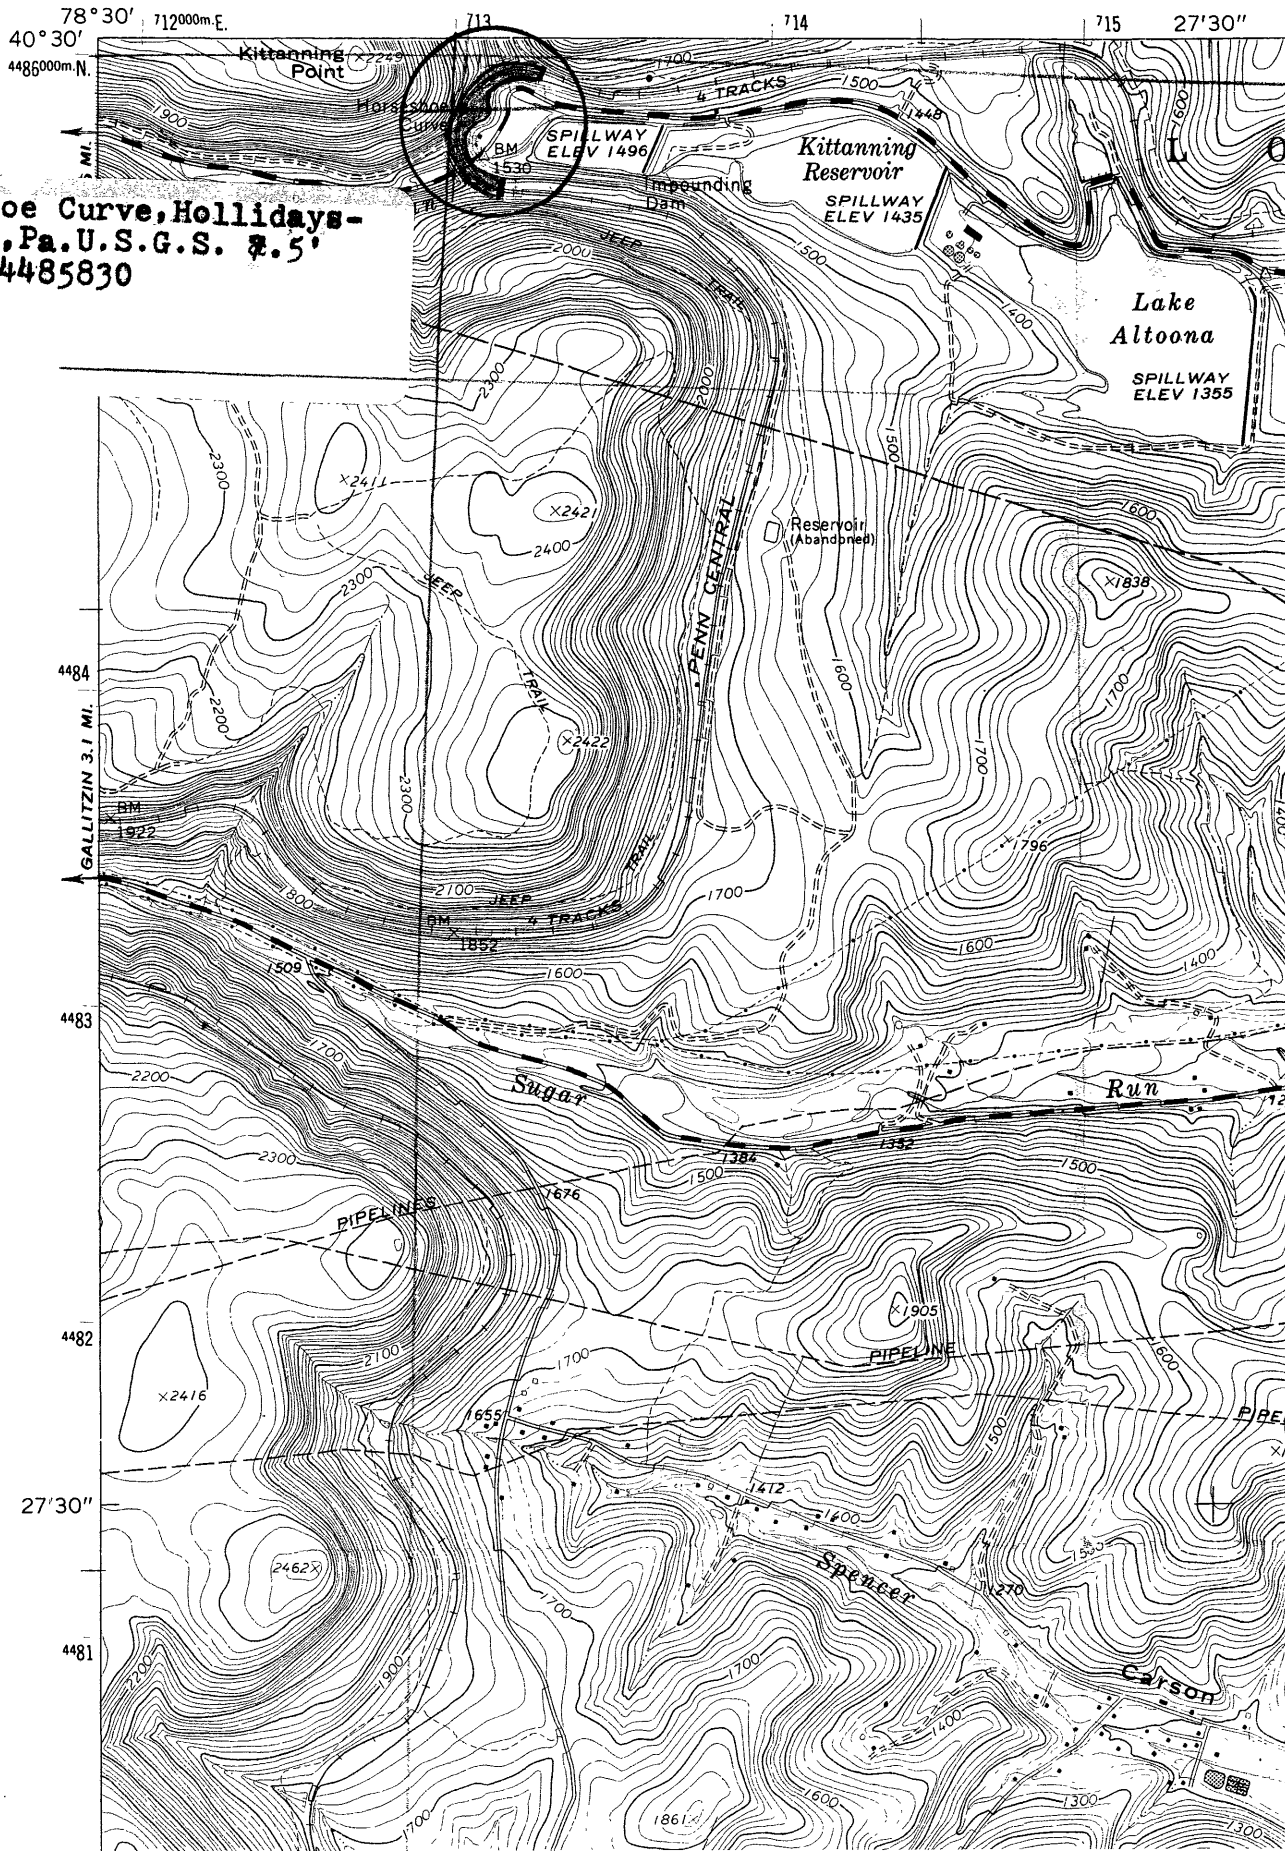 78°30' 712000m.E. 713 714 715 27'30"
40°30'
4486000m.N.
Kittanning
Point
×2249
1700
1500
4 TRACKS
1600
1900
Horseshoe
Curve
1448
SPILLWAY
ELEV 1496
BM
1530
Kittanning
Reservoir
Impounding
Dam
SPILLWAY
ELEV 1435
L O
MI.
oe Curve,Hollidays-
,Pa.U.S.G.S. 7.5'
4485830
JEEP
TRAIL
2000
1500
1400
Lake
Altoona
SPILLWAY
ELEV 1355
2300
2000
1500
2300
×2411
×2421
2400
Reservoir
(Abandoned)
1600
PENN CENTRAL
2300
JEEP
TRAIL
×1838
4484
2200
1600
1700
×2422
1700
2300
GALLITZIN 3.1 MI.
BM
1922
×1796
TRAIL
2100
JEEP
1800
1700
4 TRACKS
BM
1852
1600
1509
1600
1400
1400
4483
1700
2200
Sugar
Run
1384
1352
1500
1500
2300
1676
PIPELINES
×1905
4482
2100
1700
PIPELINE
1600
×2416
1655
1500
27'30"
1412
1400
2462×
Spencer
1270
1700
4481
2200
1900
1700
Carson
1400
1600
1861×
1300
1700
1300